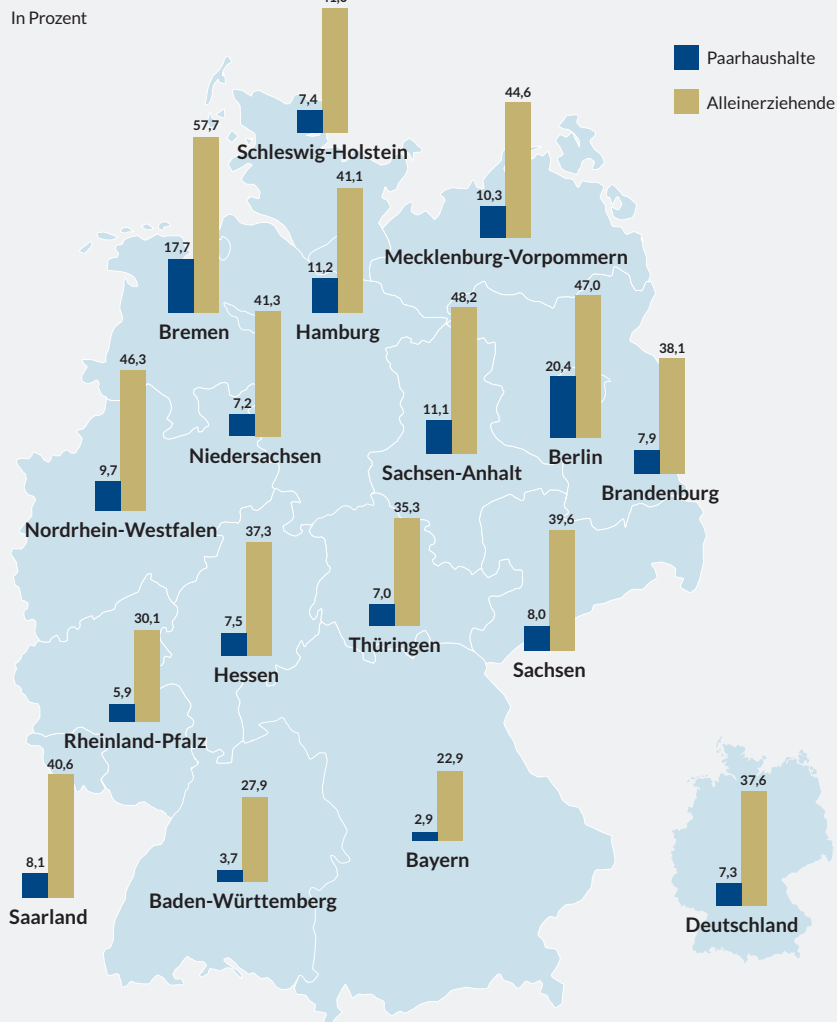 In Prozent
Paarhaushalte
Alleinerziehende
7,4
Schleswig-Holstein
44,6
10,3
Mecklenburg-Vorpommern
57,7
17,7
Bremen
41,1
11,2
Hamburg
41,3
7,2
Niedersachsen
48,2
11,1
Sachsen-Anhalt
47,0
20,4
Berlin
38,1
7,9
Brandenburg
46,3
9,7
Nordrhein-Westfalen
37,3
7,5
Hessen
35,3
7,0
Thüringen
39,6
8,0
Sachsen
30,1
5,9
Rheinland-Pfalz
40,6
8,1
Saarland
27,9
3,7
Baden-Württemberg
22,9
2,9
Bayern
37,6
7,3
Deutschland